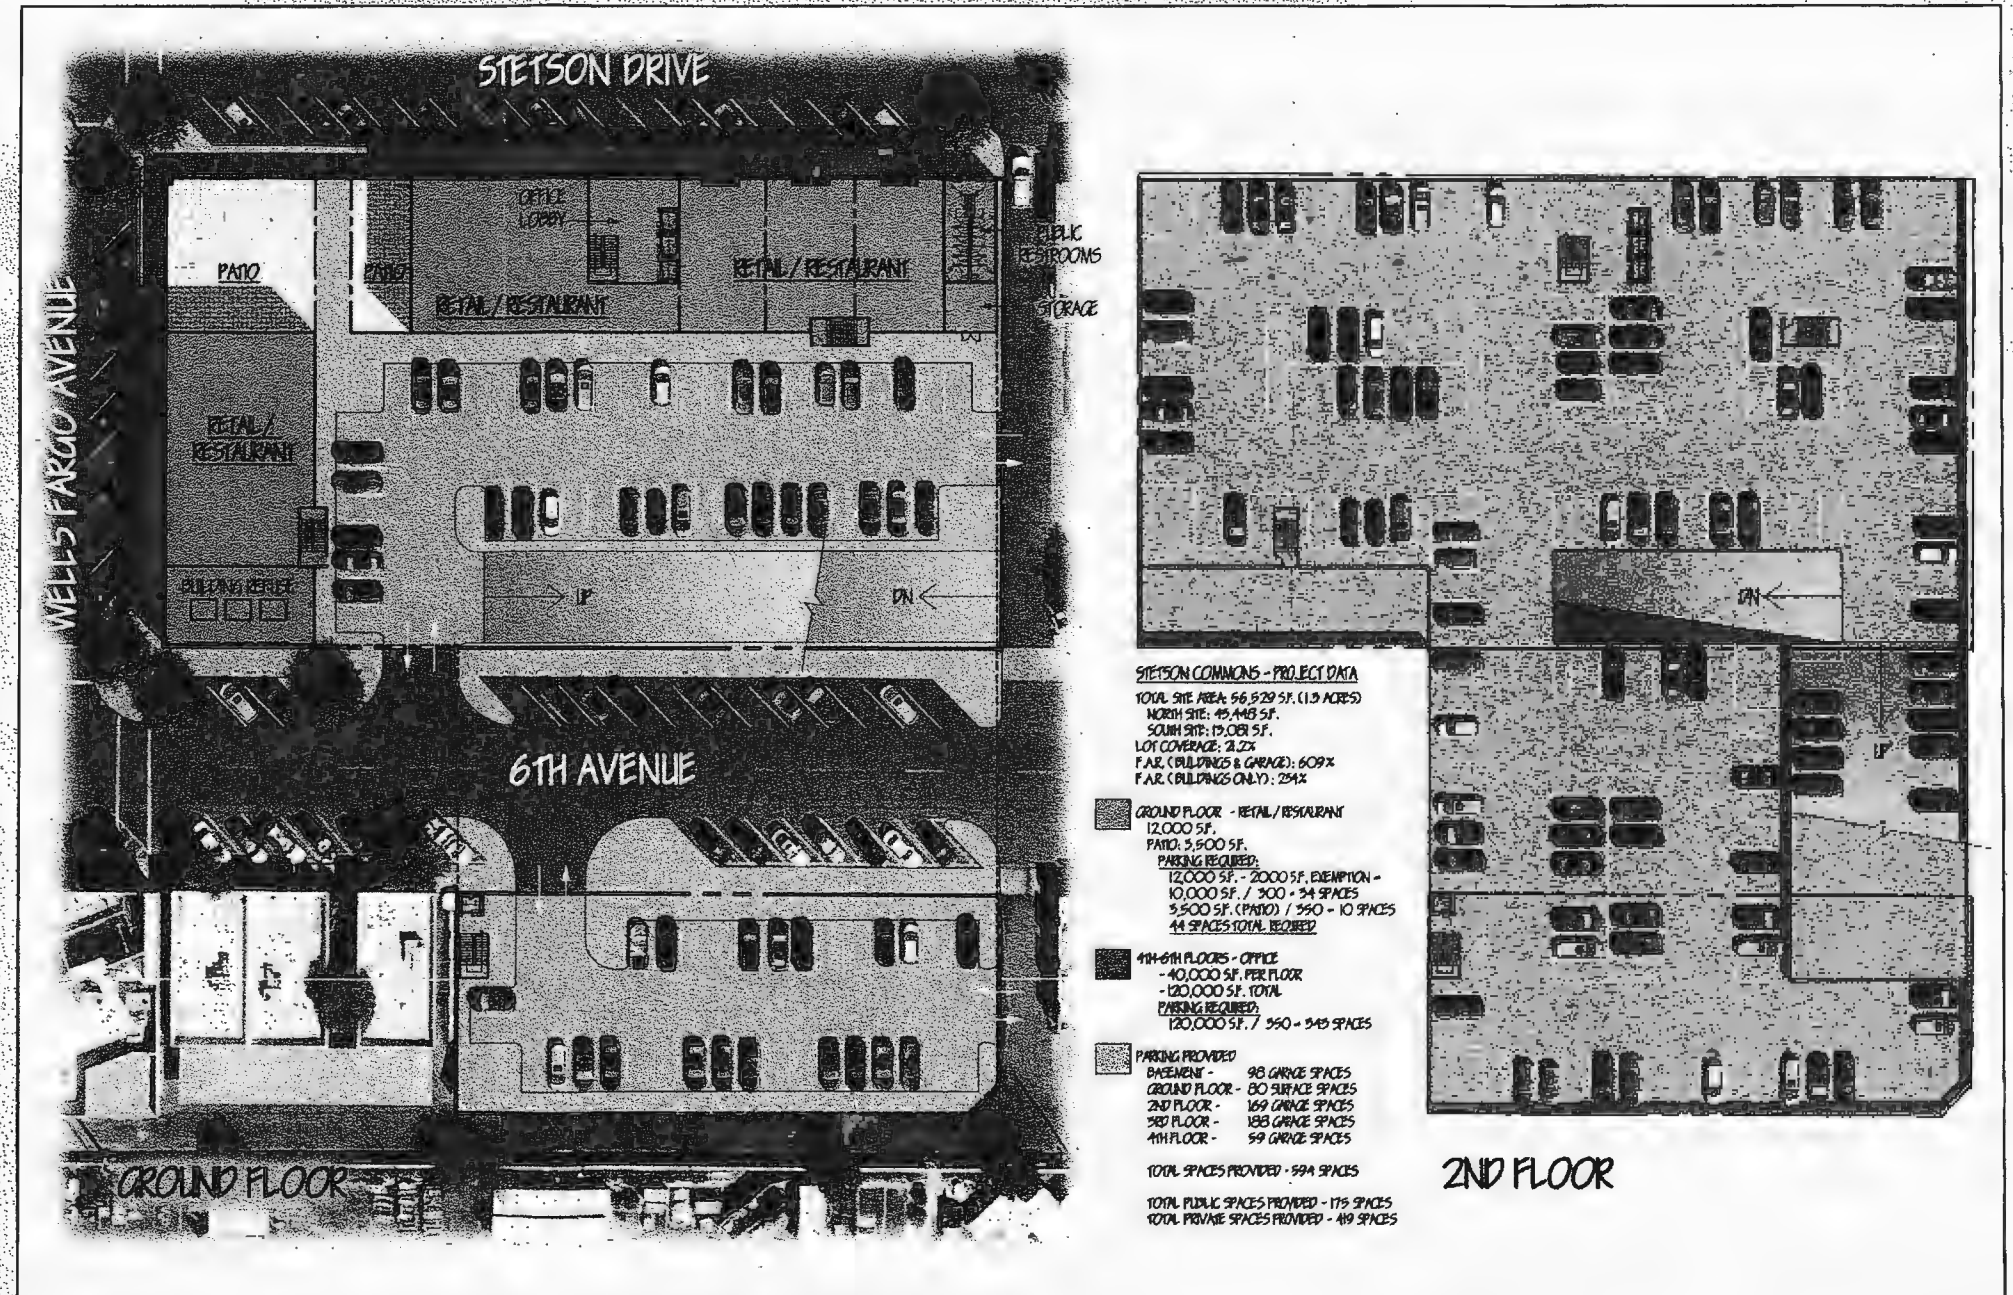 STETSON DRIVE
OFFICE
LOBBY
PUBLIC
RESTROOMS
PATIO
PATIO
RETAIL / RESTAURANT
RETAIL / RESTAURANT
STORAGE
WELLS FARGO AVENUE
RETAIL /
RESTAURANT
BUILDING REFUSE
UP
DN
6TH AVENUE
GROUND FLOOR
DN
UP
STETSON COMMONS - PROJECT DATA
TOTAL SITE AREA: 56,529 S.F. (1.3 ACRES)
NORTH SITE: 43,448 S.F.
SOUTH SITE: 13,081 S.F.
LOT COVERAGE: 21.2%
F.A.R. (BUILDINGS & GARAGE): 609%
F.A.R. (BUILDINGS ONLY): 234%
GROUND FLOOR - RETAIL / RESTAURANT
12,000 S.F.
PATIO: 3,500 S.F.
PARKING REQUIRED:
12,000 S.F. - 2000 S.F. EXEMPTION =
10,000 S.F. / 300 = 34 SPACES
3,500 S.F. (PATIO) / 350 = 10 SPACES
44 SPACES TOTAL REQUIRED
4TH-6TH FLOORS - OFFICE
- 40,000 S.F. PER FLOOR
- 120,000 S.F. TOTAL
PARKING REQUIRED:
120,000 S.F. / 350 = 343 SPACES
PARKING PROVIDED
BASEMENT - 98 GARAGE SPACES
GROUND FLOOR - 80 SURFACE SPACES
2ND FLOOR - 169 GARAGE SPACES
3RD FLOOR - 188 GARAGE SPACES
4TH FLOOR - 59 GARAGE SPACES
TOTAL SPACES PROVIDED - 594 SPACES
TOTAL PUBLIC SPACES PROVIDED - 175 SPACES
TOTAL PRIVATE SPACES PROVIDED - 419 SPACES
2ND FLOOR